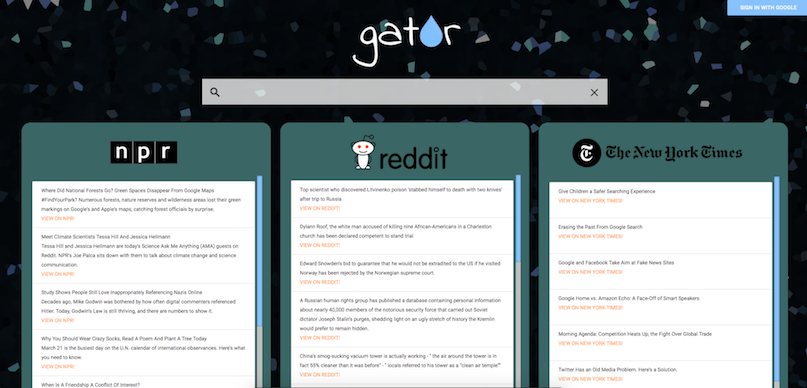 SIGN IN WITH GOOGLE
gator
npr
Where Did National Forests Go? Green Spaces Disappear From Google Maps
#FindYourPark? Numerous forests, nature reserves and wilderness areas lost their green
markings on Google's and Apple's maps, catching forest officials by surprise.
VIEW ON NPR!
Meet Climate Scientists Tessa Hill And Jessica Hellmann
Tessa Hill and Jessica Hellmann are today's Science Ask Me Anything (AMA) guests on
Reddit. NPR's Joe Palca sits down with them to talk about climate change and science
communication.
VIEW ON NPR!
Study Shows People Still Love Inappropriately Referencing Nazis Online
Decades ago, Mike Godwin was bothered by how often digital commenters referenced
Hitler. Today, Godwin's Law is still thriving, and there are numbers to show it.
VIEW ON NPR!
Why You Should Wear Crazy Socks, Read A Poem And Plant A Tree Today
March 21 is the busiest day on the U.N. calendar of international observances. Here's what
you need to know.
VIEW ON NPR!
When Is A Friendship A Conflict Of Interest?
reddit
Top scientist who discovered Litvinenko poison 'stabbed himself to death with two knives'
after trip to Russia
VIEW ON REDDIT!
Dylann Roof, the white man accused of killing nine African-Americans in a Charleston
church has been declared competent to stand trial
VIEW ON REDDIT!
Edward Snowden's bid to guarantee that he would not be extradited to the US if he visited
Norway has been rejected by the Norwegian supreme court.
VIEW ON REDDIT!
A Russian human rights group has published a database containing personal information
about nearly 40,000 members of the notorious security force that carried out Soviet
dictator Joseph Stalin's purges, shedding light on an ugly stretch of history the Kremlin
would prefer to remain hidden.
VIEW ON REDDIT!
China's smog-sucking vacuum tower is actually working - " the air around the tower is in
fact 55% cleaner than it was before" - " locals referred to his tower as a "clean air temple""
VIEW ON REDDIT!
The New York Times
Give Children a Safer Searching Experience
VIEW ON NEW YORK TIMES!
Erasing the Past From Google Search
VIEW ON NEW YORK TIMES!
Google and Facebook Take Aim at Fake News Sites
VIEW ON NEW YORK TIMES!
Google Home vs. Amazon Echo: A Face-Off of Smart Speakers
VIEW ON NEW YORK TIMES!
Morning Agenda: Competition Heats Up, the Fight Over Global Trade
VIEW ON NEW YORK TIMES!
Twitter Has an Old Media Problem. Here's a Solution.
VIEW ON NEW YORK TIMES!